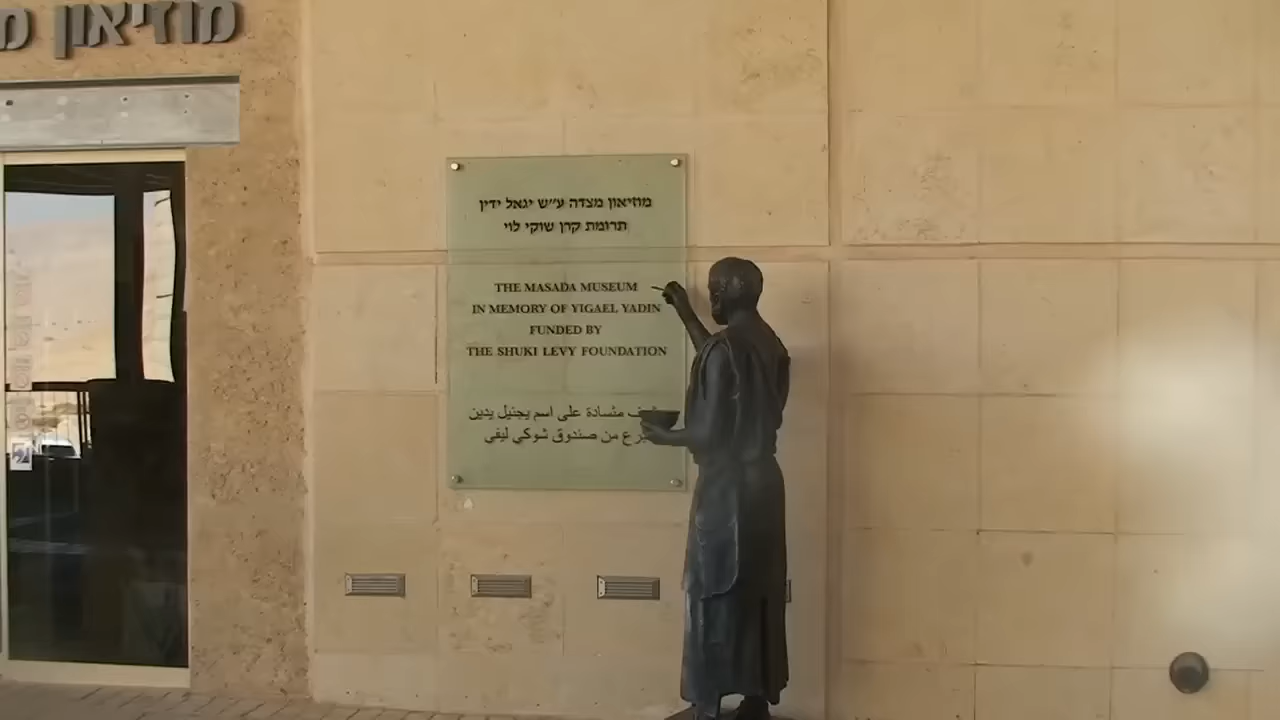 מוזיאון מ
מוזיאון מצדה ע״ש יגאל ידין
תרומת קרן שוקי לוי
THE MASADA MUSEUM
IN MEMORY OF YIGAEL YADIN
FUNDED BY
THE SHUKI LEVY FOUNDATION
متسادة على اسم يجئيل يدين
من صندوق شوكي ليفي